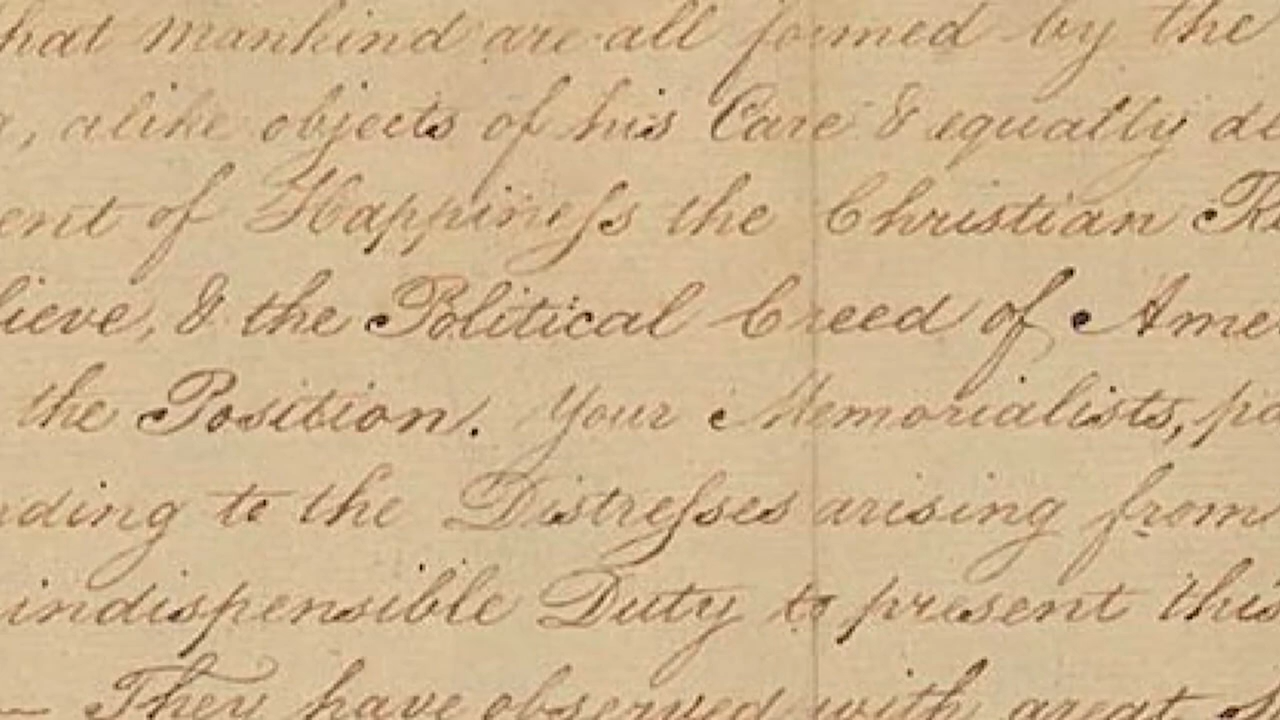 hat mankind are all formed by the
, alike objects of his Care & equally de
ent of Happineſs the Christian Re
lieve, & the Political Creed of Ame
the Position. Your Memorialists, pa
ding to the Distreſses arising from
indispensible Duty to present this
— They have observed with great